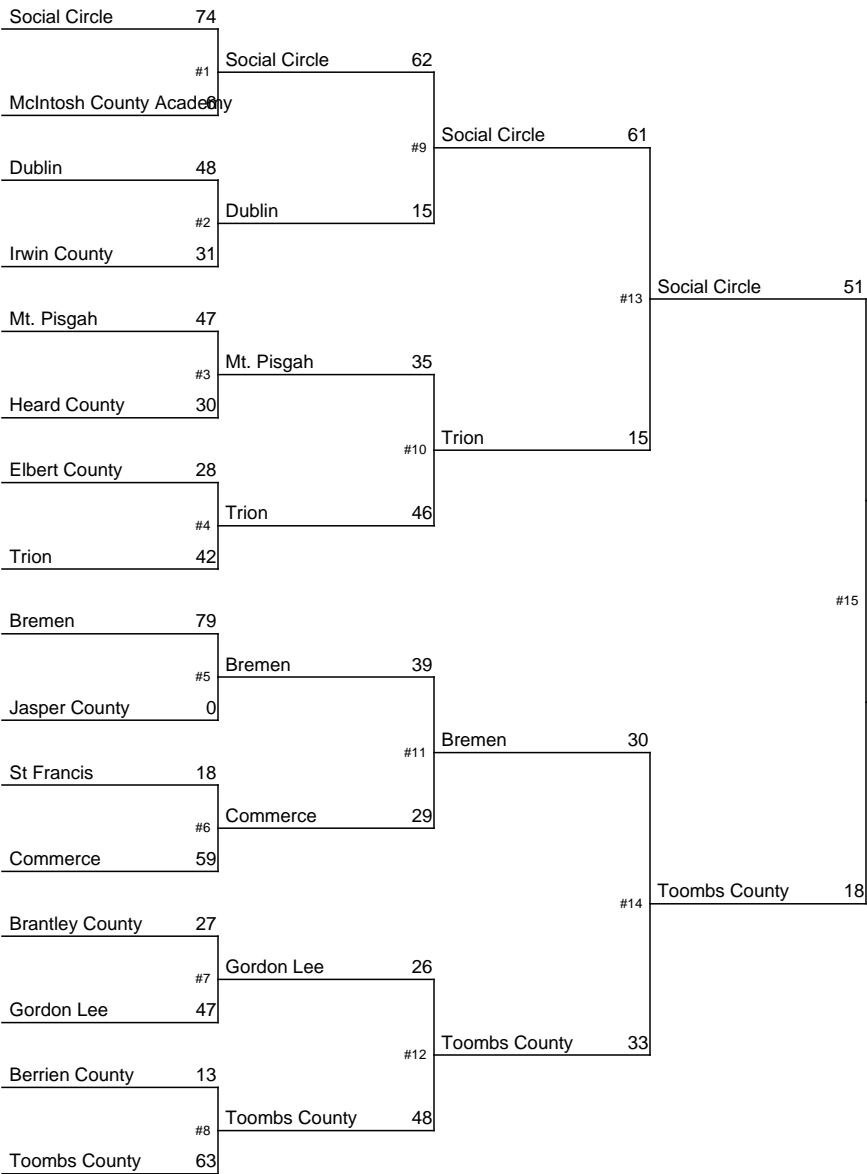 Social Circle 74
#1 Social Circle 62
McIntosh County Academy
#9 Social Circle 61
Dublin 48
#2 Dublin 15
Irwin County 31
#13 Social Circle 51
Mt. Pisgah 47
#3 Mt. Pisgah 35
Heard County 30
#10 Trion 15
Elbert County 28
#4 Trion 46
Trion 42
#15
Bremen 79
#5 Bremen 39
Jasper County 0
#11 Bremen 30
St Francis 18
#6 Commerce 29
Commerce 59
#14 Toombs County 18
Brantley County 27
#7 Gordon Lee 26
Gordon Lee 47
#12 Toombs County 33
Berrien County 13
#8 Toombs County 48
Toombs County 63